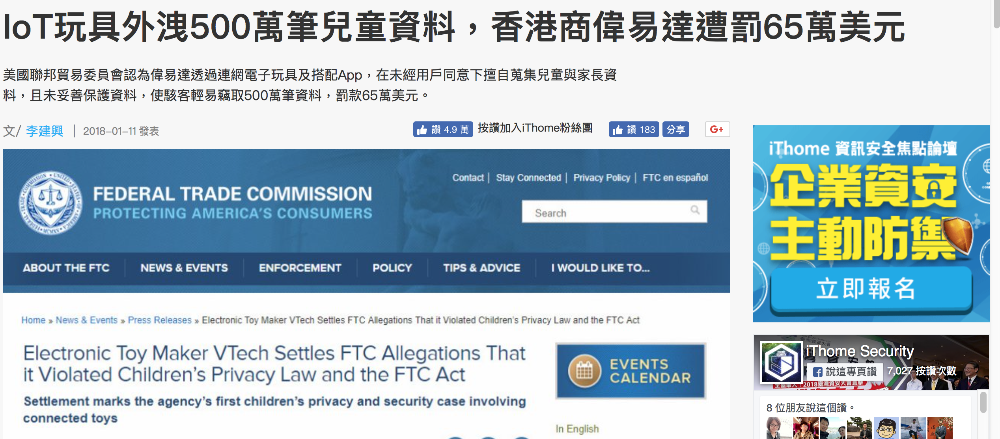 IoT玩具外洩500萬筆兒童資料，香港商偉易達遭罰65萬美元
美國聯邦貿易委員會認為偉易達透過連網電子玩具及搭配App，在未經用戶同意下擅自蒐集兒童與家長資
料，且未妥善保護資料，使駭客輕易竊取500萬筆資料，罰款65萬美元。
文/ 李建興 | 2018-01-11 發表
讚 4.9 萬 按讚加入iThome粉絲團 讚 183 分享 G+
Contact | Stay Connected | Privacy Policy | FTC en español
FEDERAL TRADE COMMISSION
PROTECTING AMERICA'S CONSUMERS
Search
ABOUT THE FTC NEWS & EVENTS ENFORCEMENT POLICY TIPS & ADVICE I WOULD LIKE TO...
Home » News & Events » Press Releases » Electronic Toy Maker VTech Settles FTC Allegations That it Violated Children's Privacy Law and the FTC Act
Electronic Toy Maker VTech Settles FTC Allegations That
it Violated Children's Privacy Law and the FTC Act
Settlement marks the agency's first children's privacy and security case involving
connected toys
EVENTS
CALENDAR
In English
iThome 資訊安全焦點論壇
企業資安
主動防禦
立即報名
iThome Security
說這專頁讚 7,027 按讚次數
8 位朋友說這個讚。